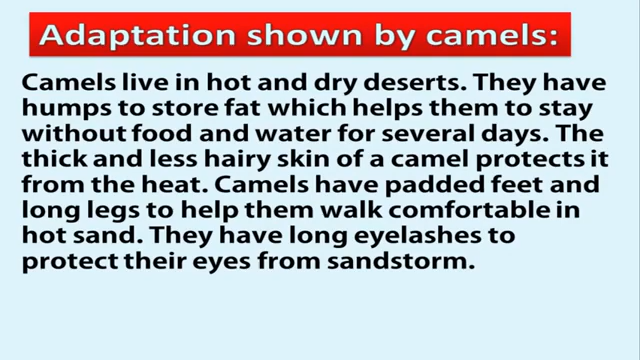 Adaptation shown by camels:
Camels live in hot and dry deserts. They have
humps to store fat which helps them to stay
without food and water for several days. The
thick and less hairy skin of a camel protects it
from the heat. Camels have padded feet and
long legs to help them walk comfortable in
hot sand. They have long eyelashes to
protect their eyes from sandstorm.